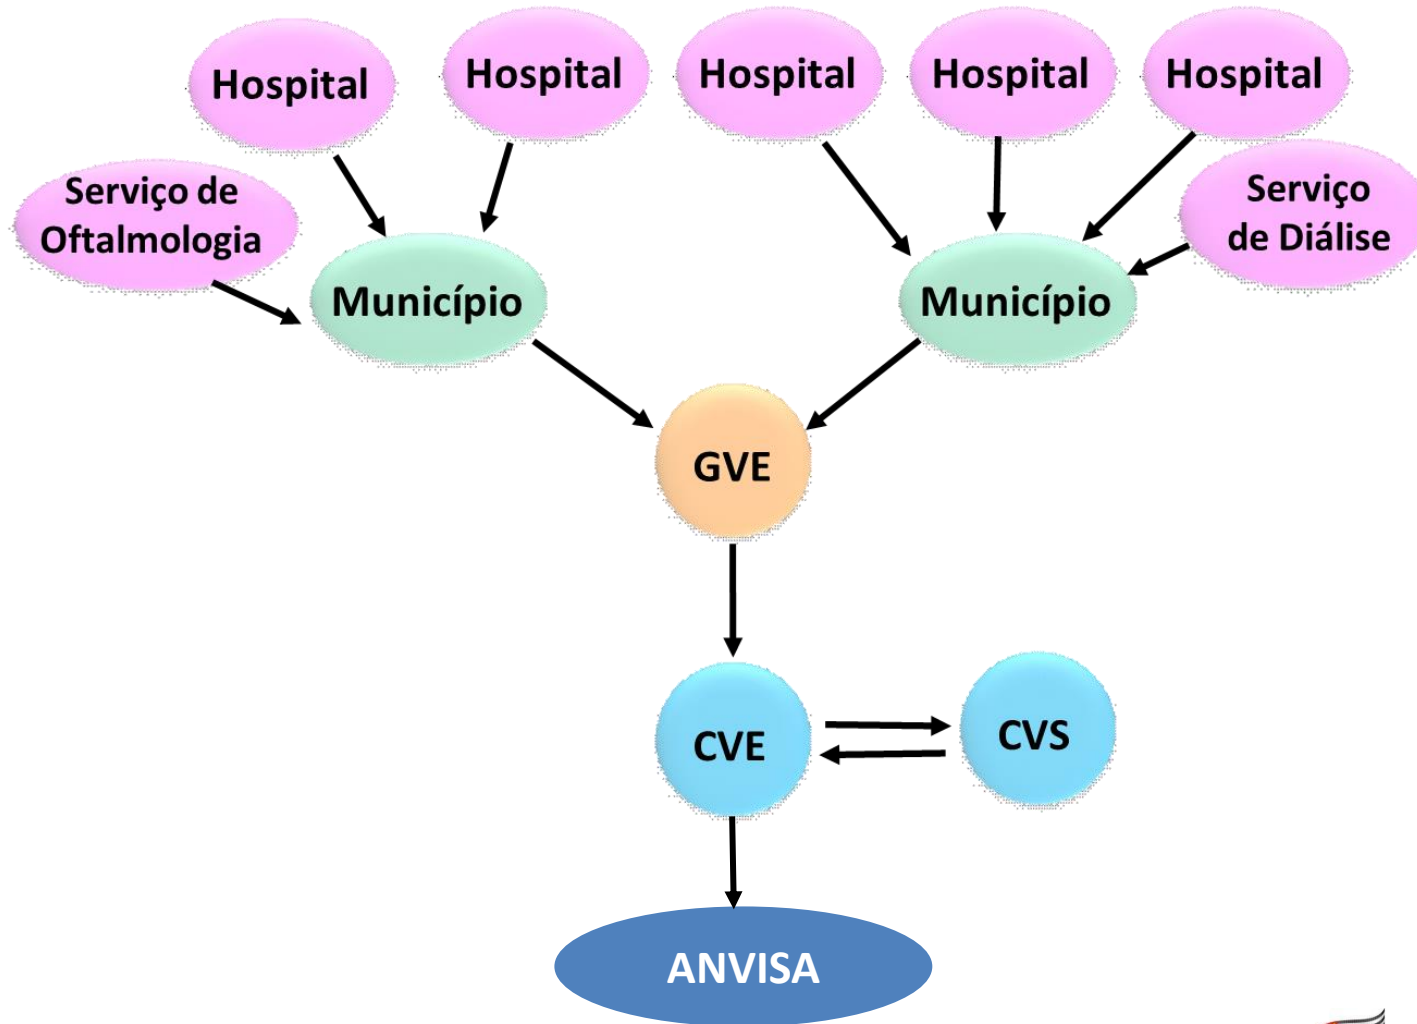 Hospital
Hospital
Hospital
Hospital
Hospital
Serviço de
Oftalmologia
Serviço
de Diálise
Município
Município
GVE
CVE
CVS
ANVISA